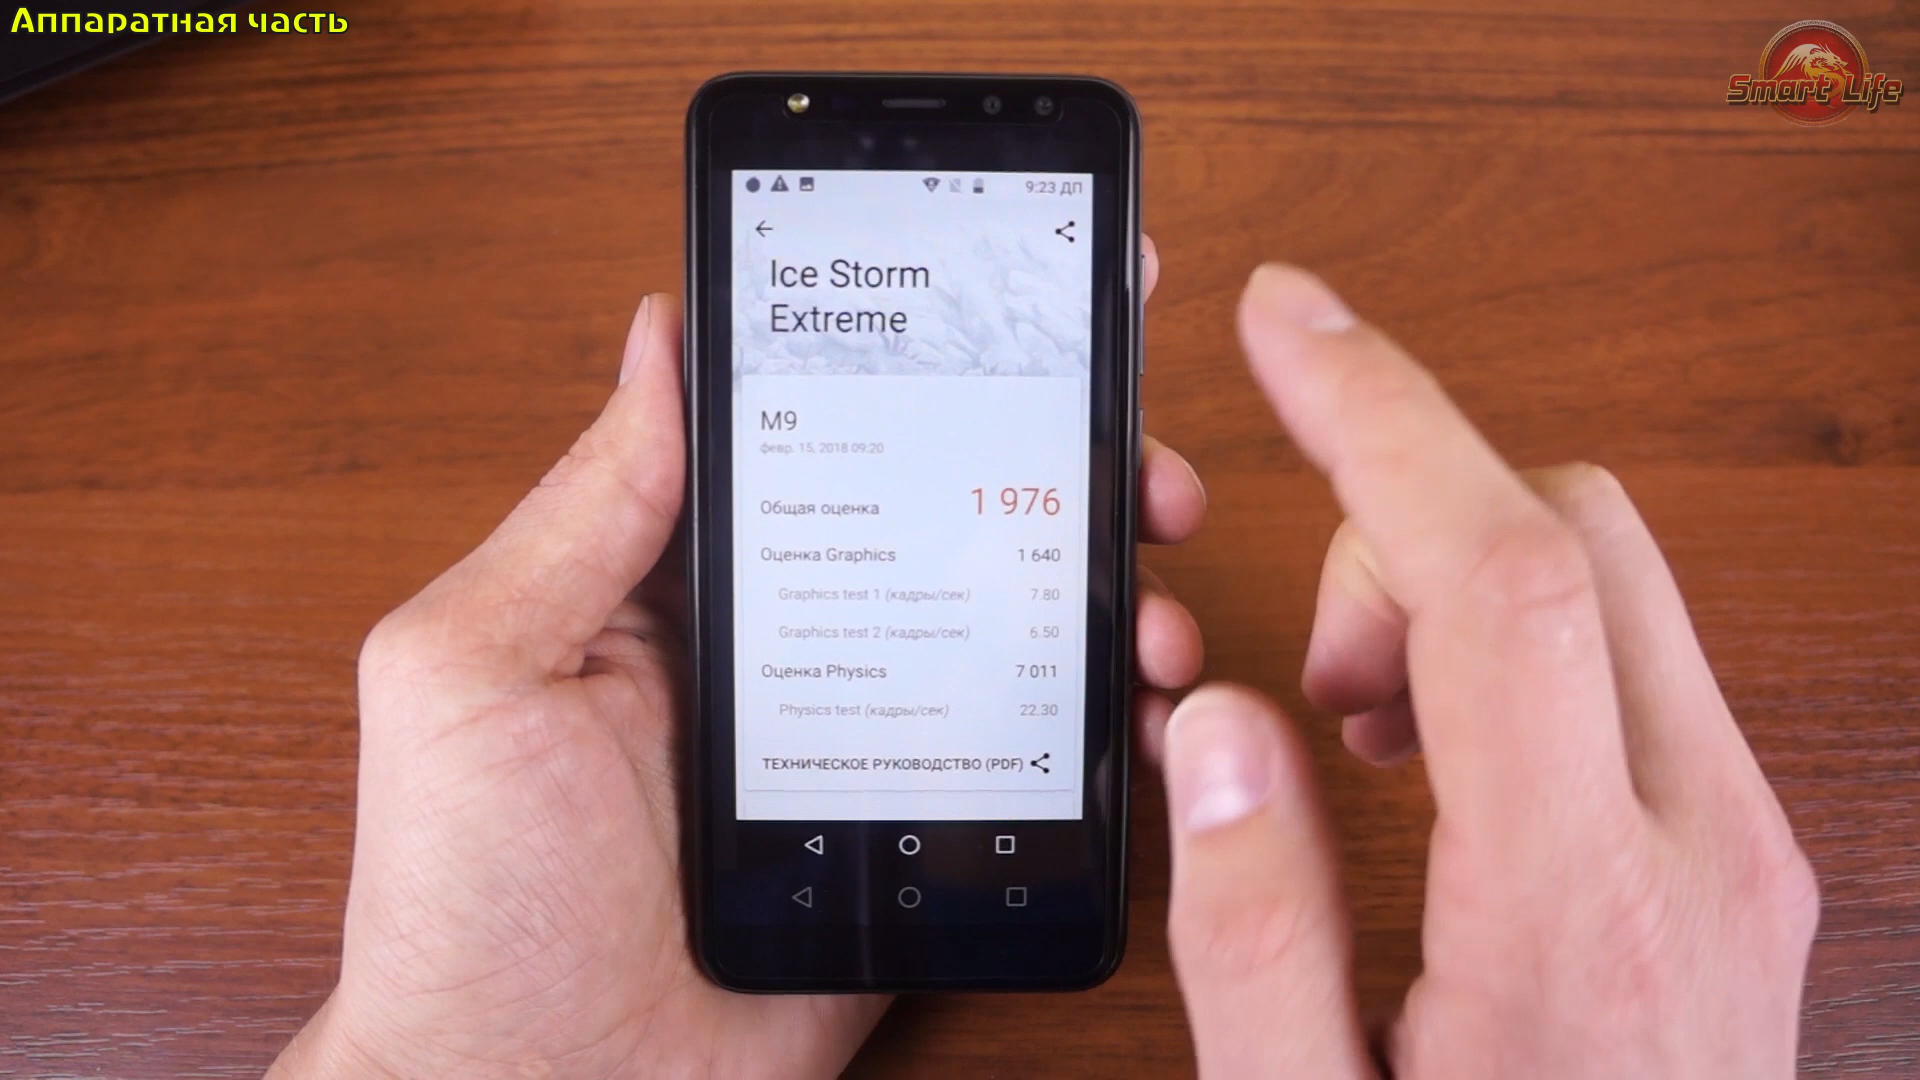 Аппаратная часть
Smart Life
9:23 ДП
Ice Storm
Extreme
M9
февр. 15, 2018 09:20
Общая оценка 1 976
Оценка Graphics 1 640
Graphics test 1 (кадры/сек) 7.80
Graphics test 2 (кадры/сек) 6.50
Оценка Physics 7 011
Physics test (кадры/сек) 22.30
ТЕХНИЧЕСКОЕ РУКОВОДСТВО (PDF)